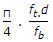 π/4 . f_t.d/f_b